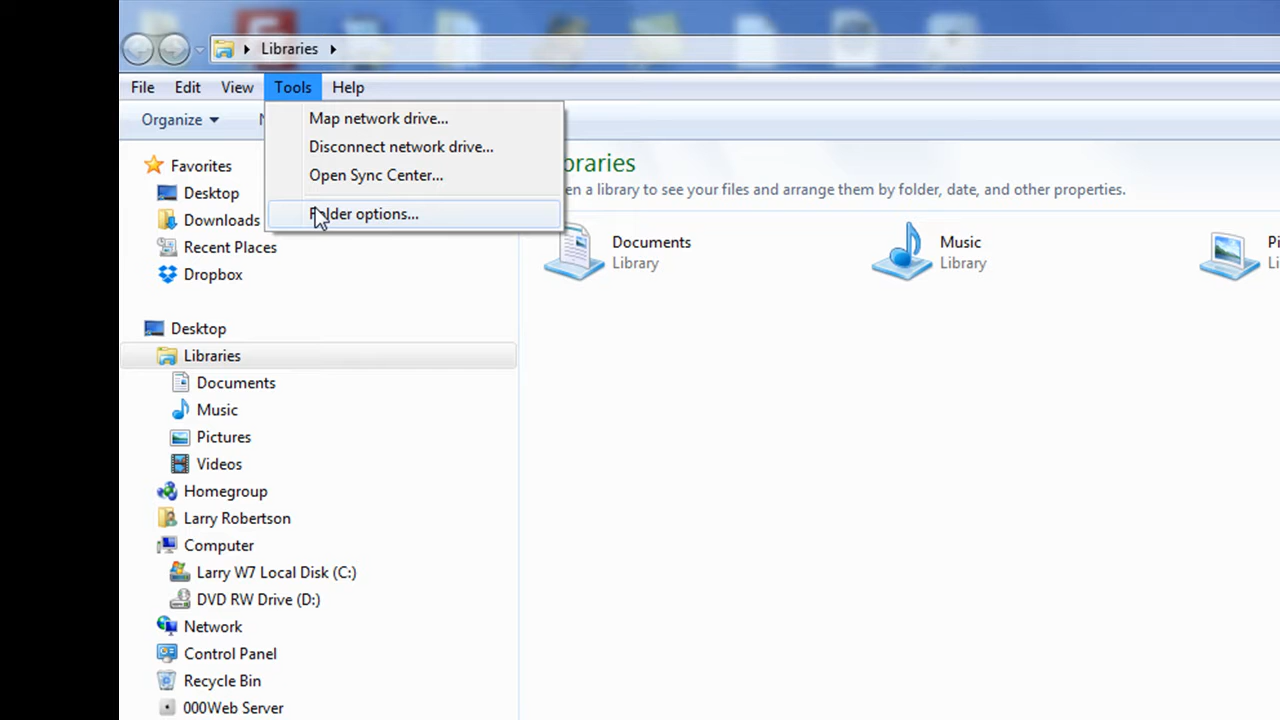 Libraries
File Edit View Tools Help
Organize
Map network drive...
Disconnect network drive...
Open Sync Center...
Folder options...
Favorites
Desktop
Downloads
Recent Places
Dropbox
Desktop
Libraries
Documents
Music
Pictures
Videos
Homegroup
Larry Robertson
Computer
Larry W7 Local Disk (C:)
DVD RW Drive (D:)
Network
Control Panel
Recycle Bin
000Web Server
braries
en a library to see your files and arrange them by folder, date, and other properties.
Documents
Library
Music
Library
Pi
Li